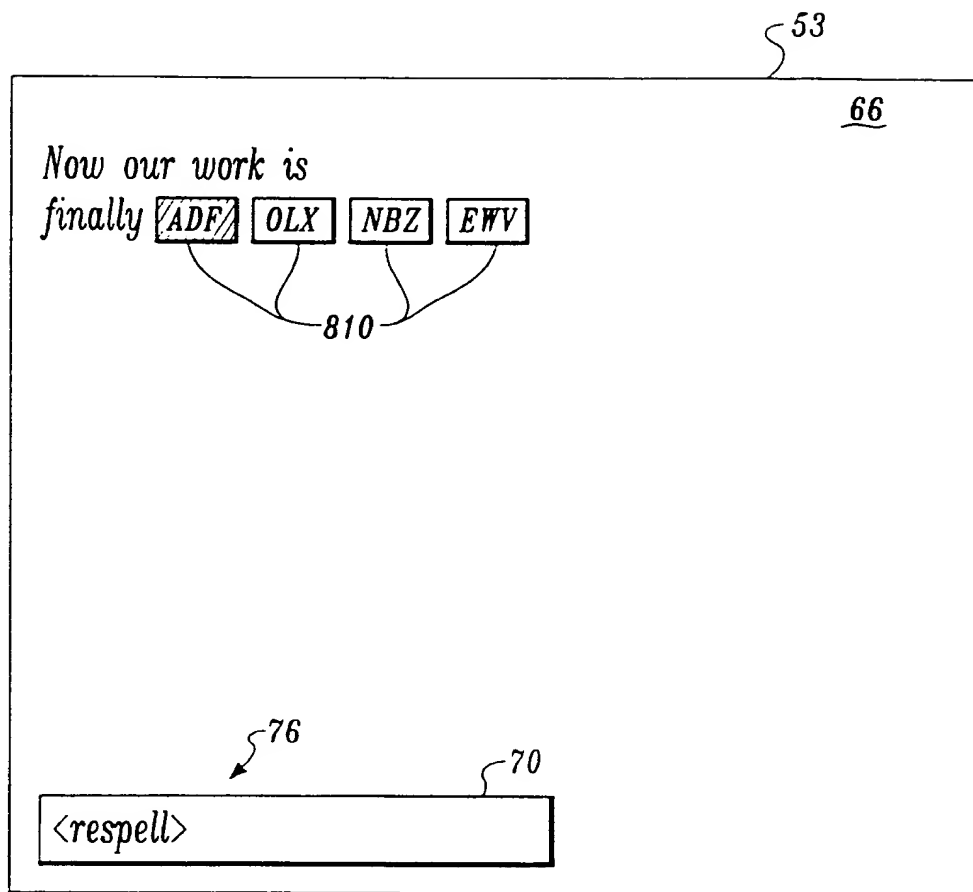 53
66
Now our work is
finally ADF OLX NBZ EWV
810
76
70
<respell>